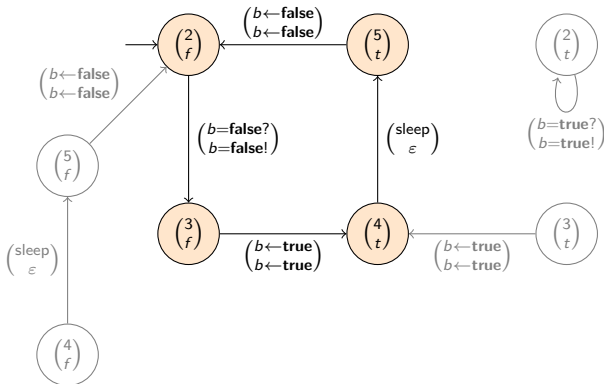 (b←false
b←false)
(2
f)
(5
t)
(2
t)
(b←false
b←false)
(b=false?
b=false!)
(sleep
ε)
(b=true?
b=true!)
(5
f)
(3
f)
(4
t)
(3
t)
(sleep
ε)
(b←true
b←true)
(b←true
b←true)
(4
f)